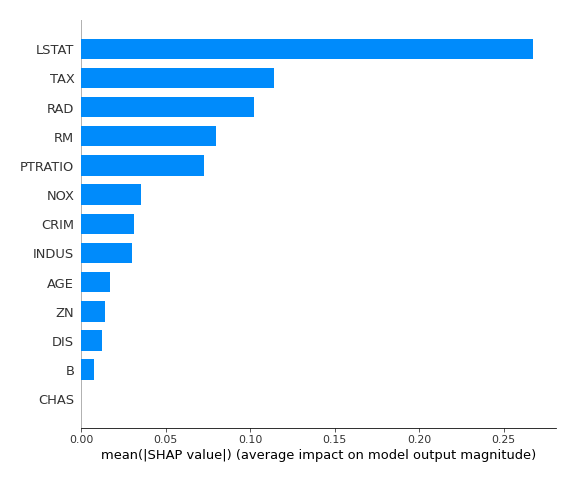 LSTAT
TAX
RAD
RM
PTRATIO
NOX
CRIM
INDUS
AGE
ZN
DIS
B
CHAS
0.00 0.05 0.10 0.15 0.20 0.25
mean(|SHAP value|) (average impact on model output magnitude)